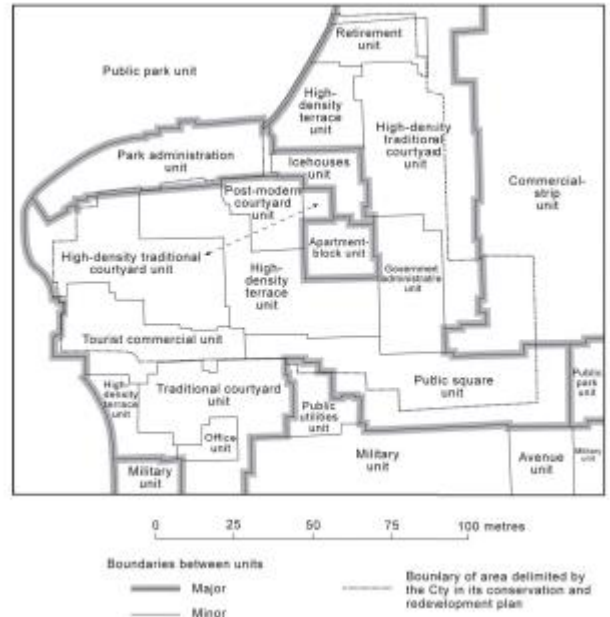 Public park unit
Retirement
unit
High-
density
terrace
unit
High-density
traditional
courtyard
unit
Commercial-
strip
unit
Park administration
unit
Icehouses
unit
Post-modern
courtyard
unit
Apartment-
block unit
High-density traditional
courtyard unit
High-
density
terrace
unit
Government
administrative
unit
Tourist commercial unit
High-
density
terrace
unit
Traditional courtyard
unit
Office
unit
Public
utilities
unit
Public square
unit
Public
park
unit
Military
unit
Military
unit
Avenue
unit
Military
unit
0 25 50 75 100 metres
Boundaries between units
Major
Minor
Boundary of area delimited by
the City in its conservation and
redevelopment plan